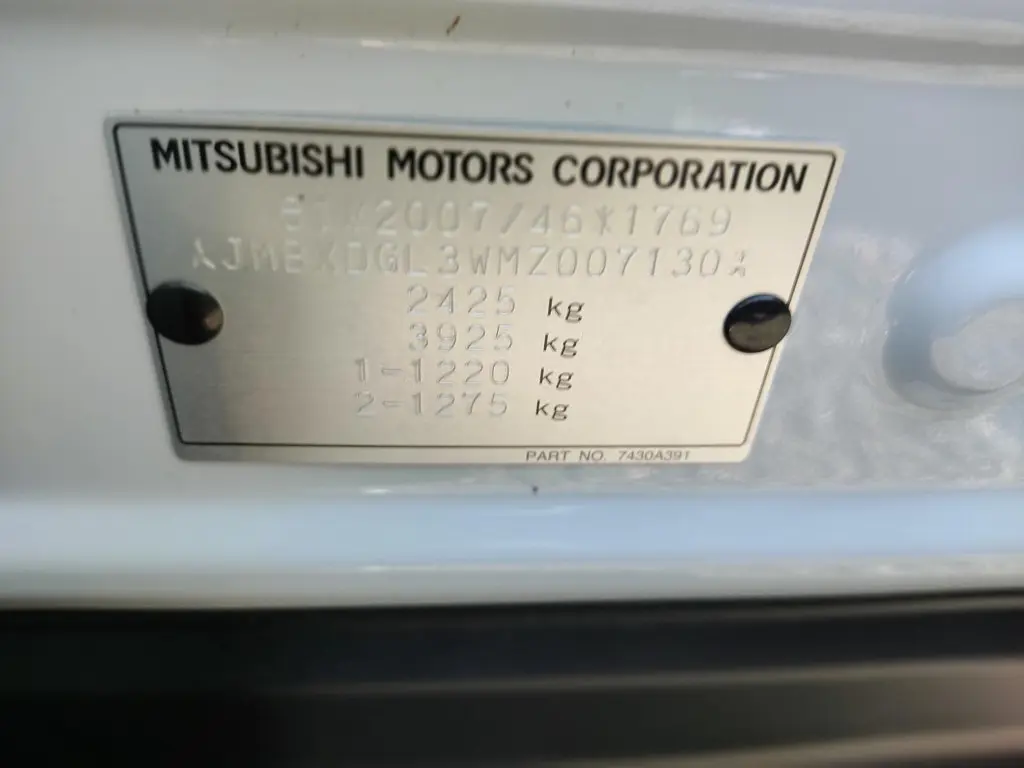 MITSUBISHI MOTORS CORPORATION
2007/46*1769
*JMBXDGL3WMZ007130*
2425 kg
3925 kg
1-1220 kg
2-1275 kg
PART NO. 7430A391